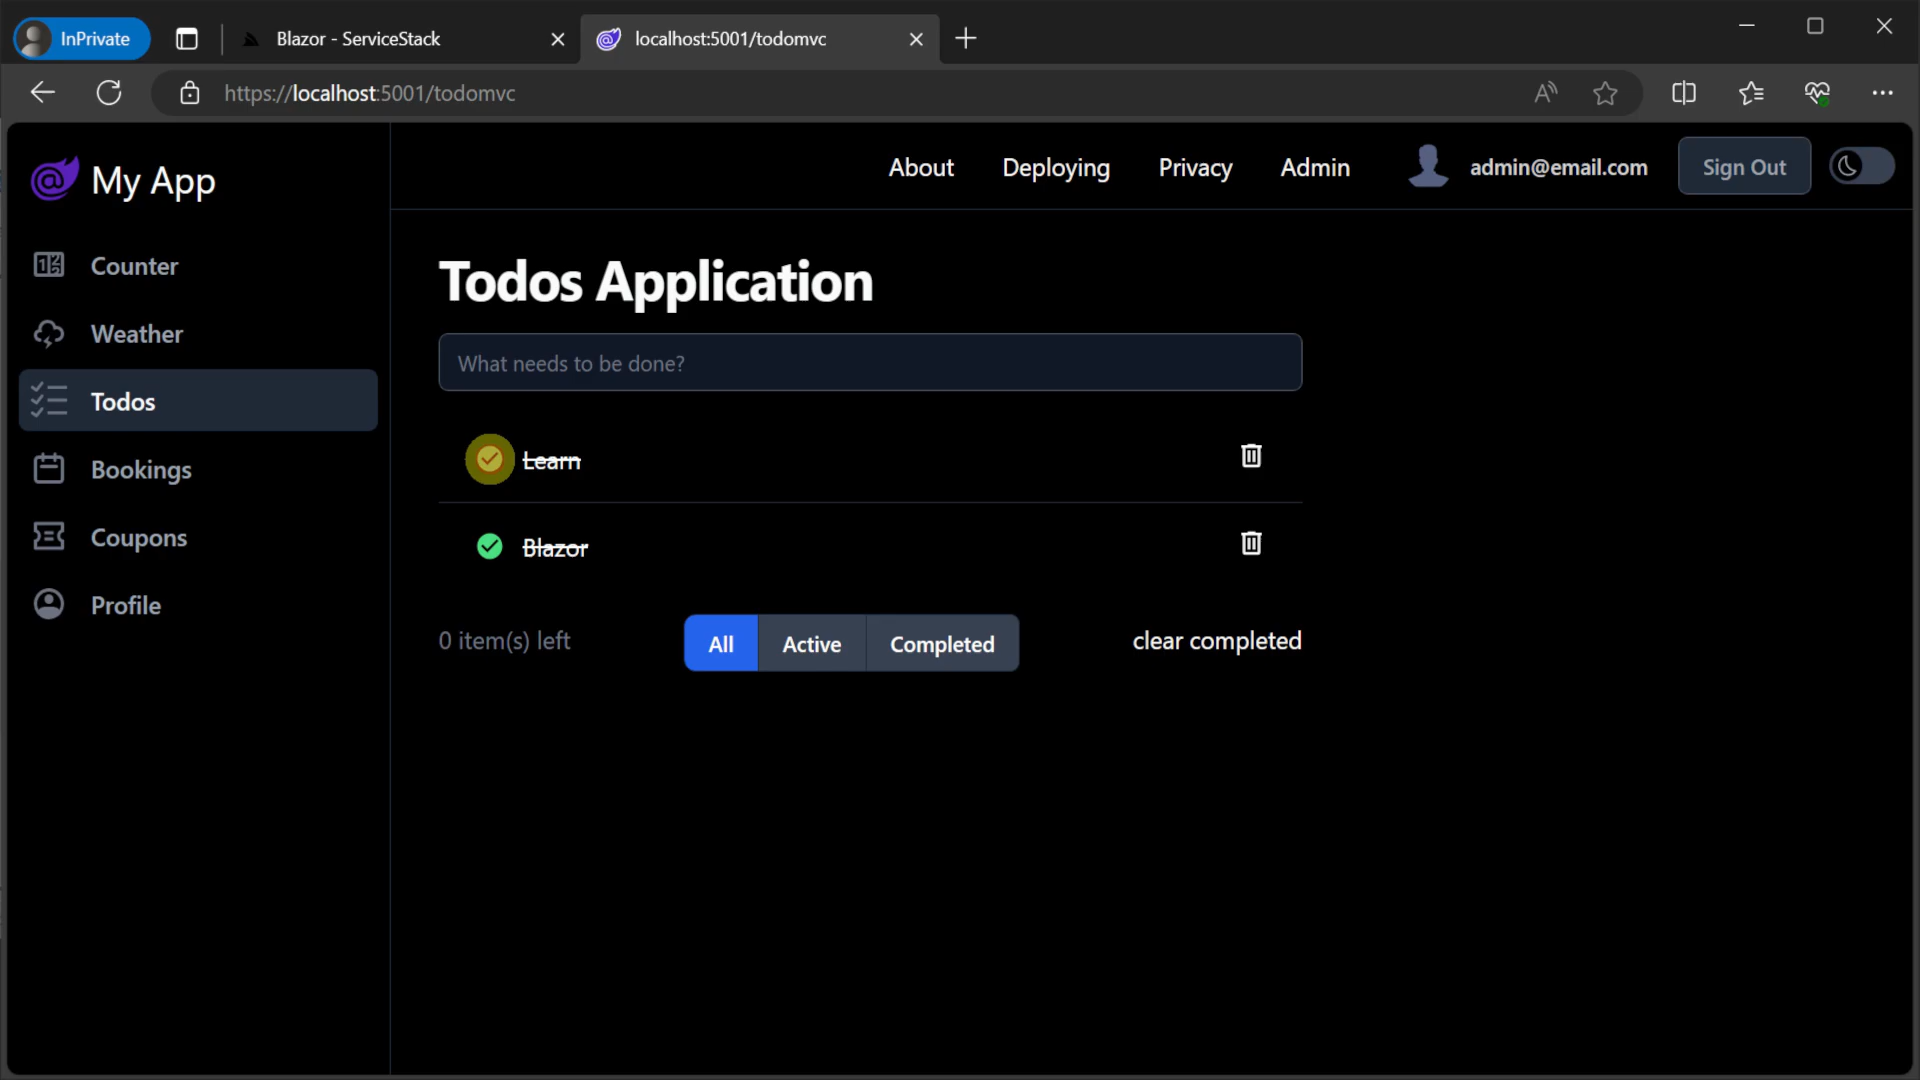 InPrivate
Blazor - ServiceStack
localhost:5001/todomvc
https://localhost:5001/todomvc
My App
About
Deploying
Privacy
Admin
admin@email.com
Sign Out
Counter
Weather
Todos
Bookings
Coupons
Profile
Todos Application
What needs to be done?
Learn
Blazor
0 item(s) left
All
Active
Completed
clear completed